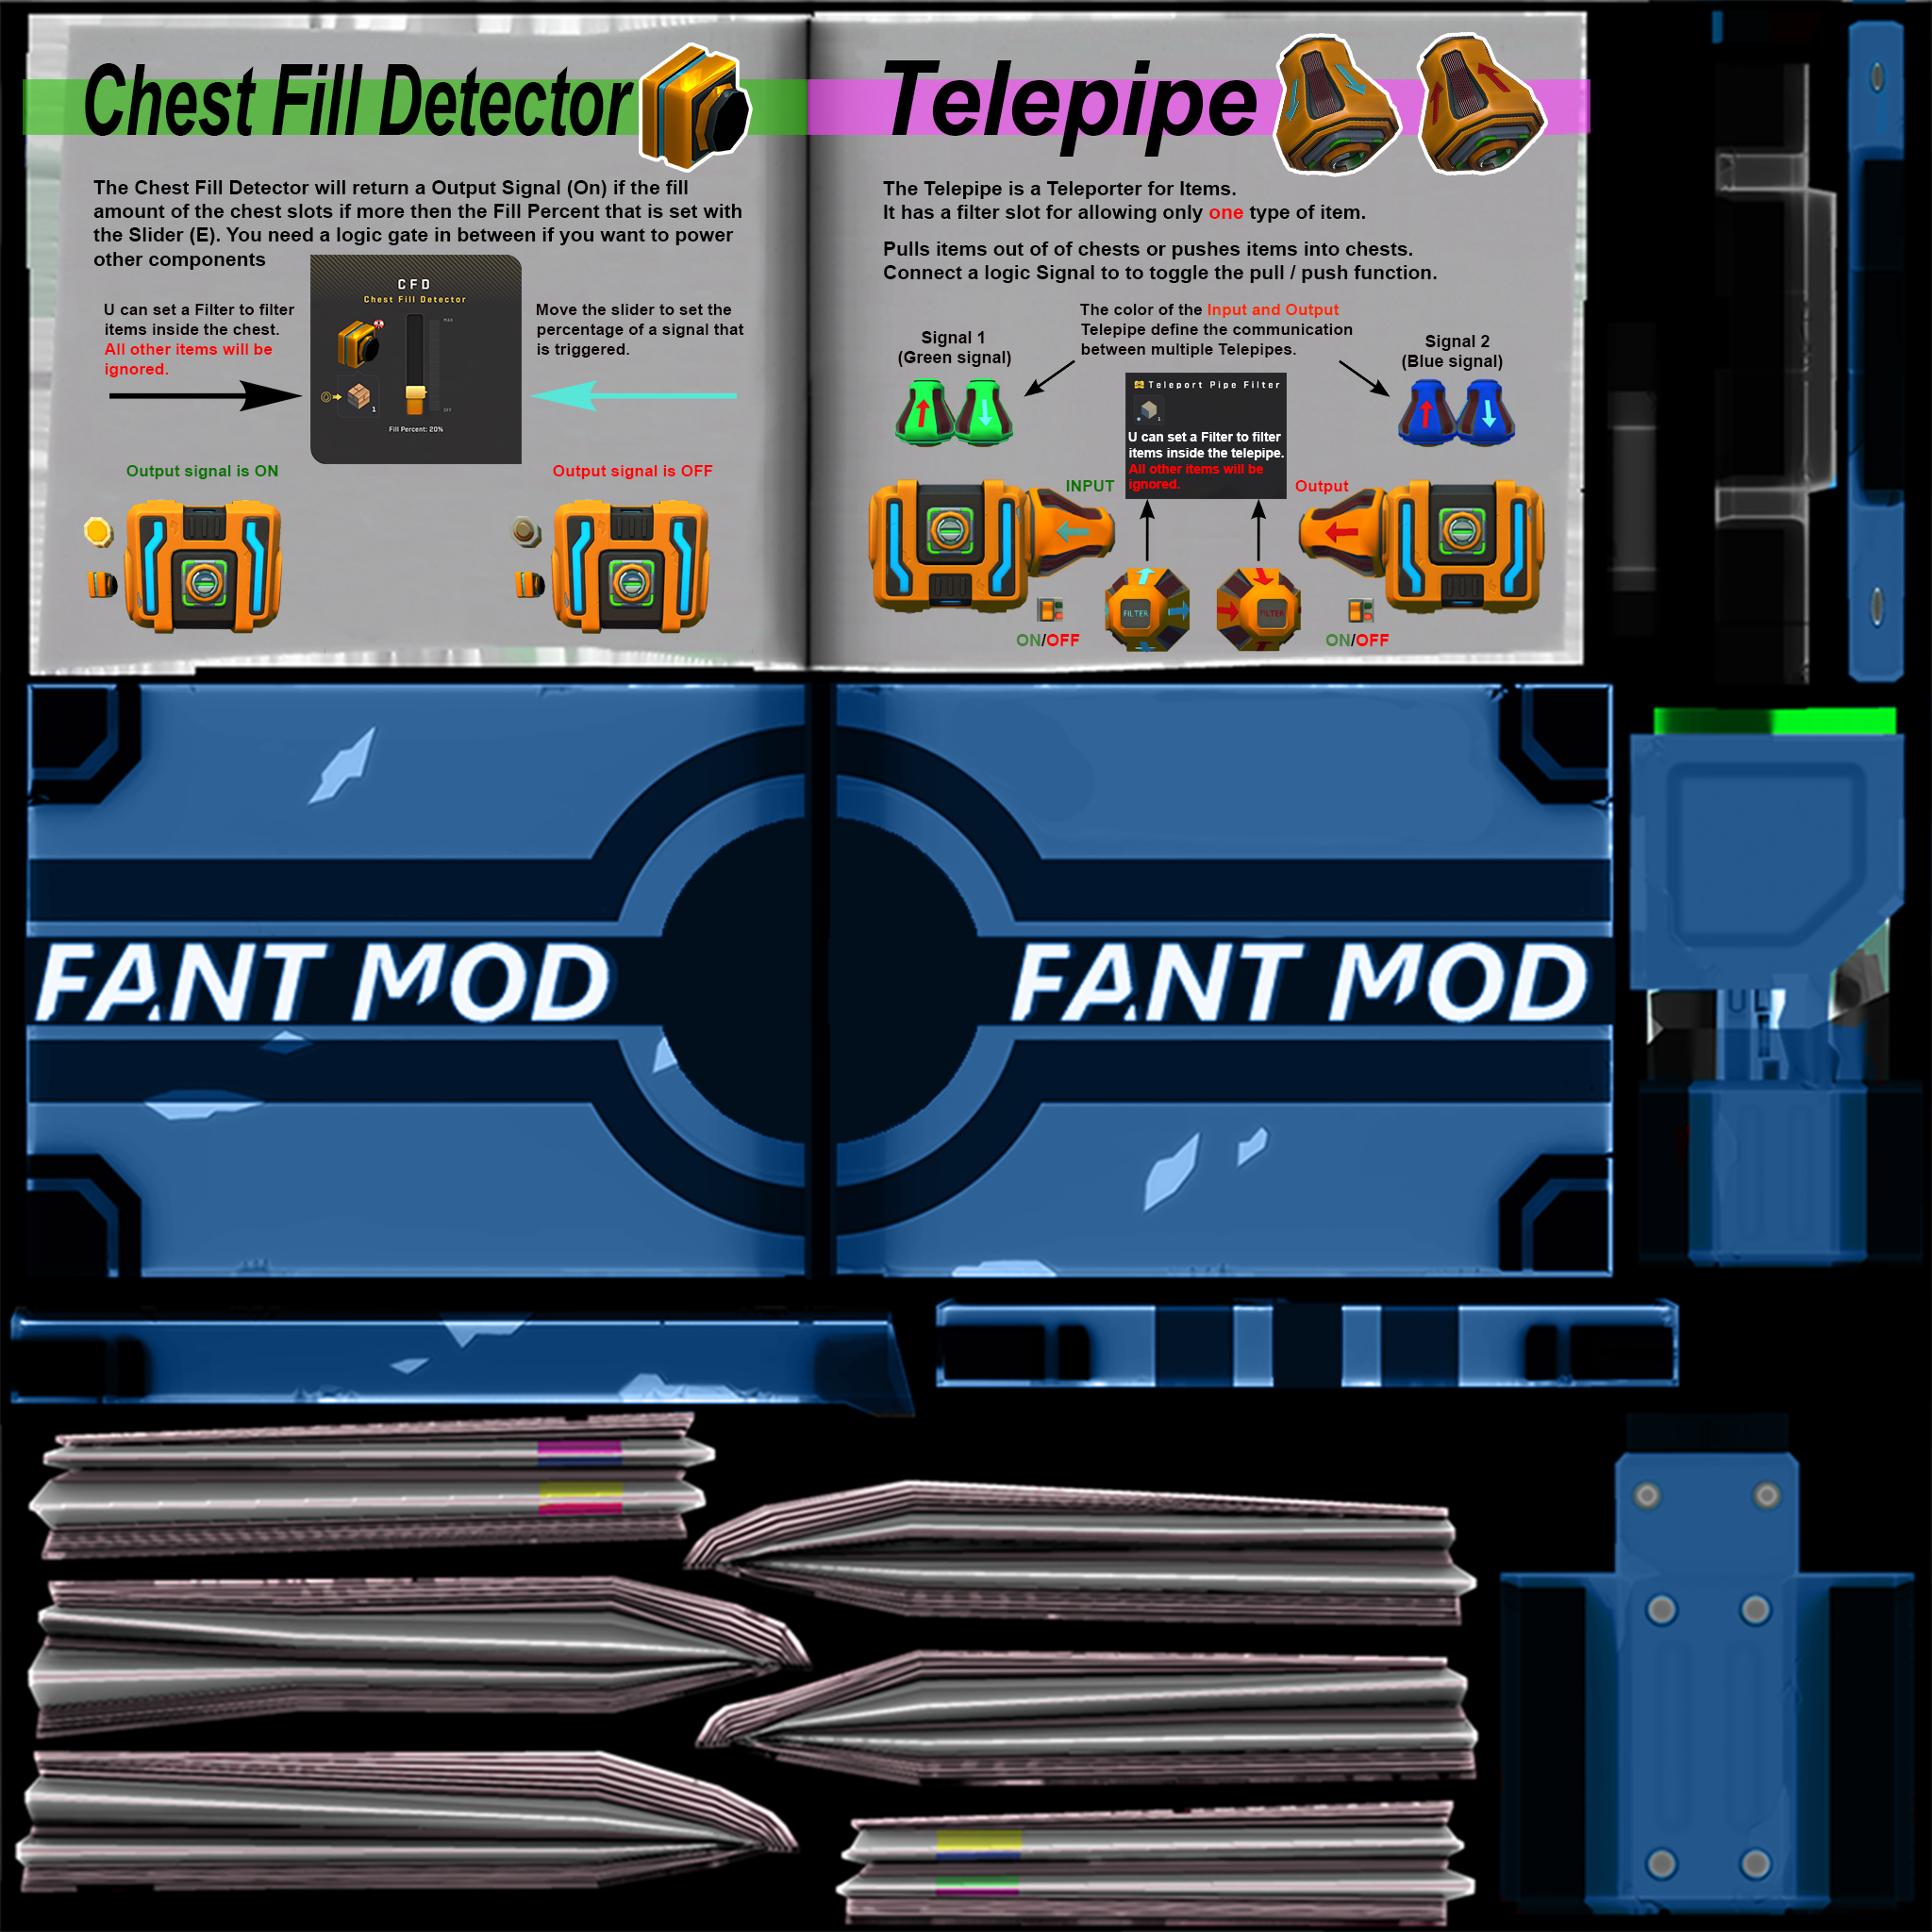 Chest Fill Detector
The Chest Fill Detector will return a Output Signal (On) if the fill
amount of the chest slots if more then the Fill Percent that is set with
the Slider (E). You need a logic gate in between if you want to power
other components
CFD
Chest Fill Detector
MAX
1
OFF
Fill Percent: 20%
U can set a Filter to filter
items inside the chest.
All other items will be
ignored.
Move the slider to set the
percentage of a signal that
is triggered.
Output signal is ON
Output signal is OFF
Telepipe
The Telepipe is a Teleporter for Items.
It has a filter slot for allowing only one type of item.
Pulls items out of of chests or pushes items into chests.
Connect a logic Signal to to toggle the pull / push function.
The color of the Input and Output
Telepipe define the communication
between multiple Telepipes.
Signal 1
(Green signal)
Signal 2
(Blue signal)
Teleport Pipe Filter
1
U can set a Filter to filter
items inside the telepipe.
All other items will be
ignored.
INPUT
Output
FILTER
FILTER
ON/OFF
ON/OFF
FANT MOD
FANT MOD